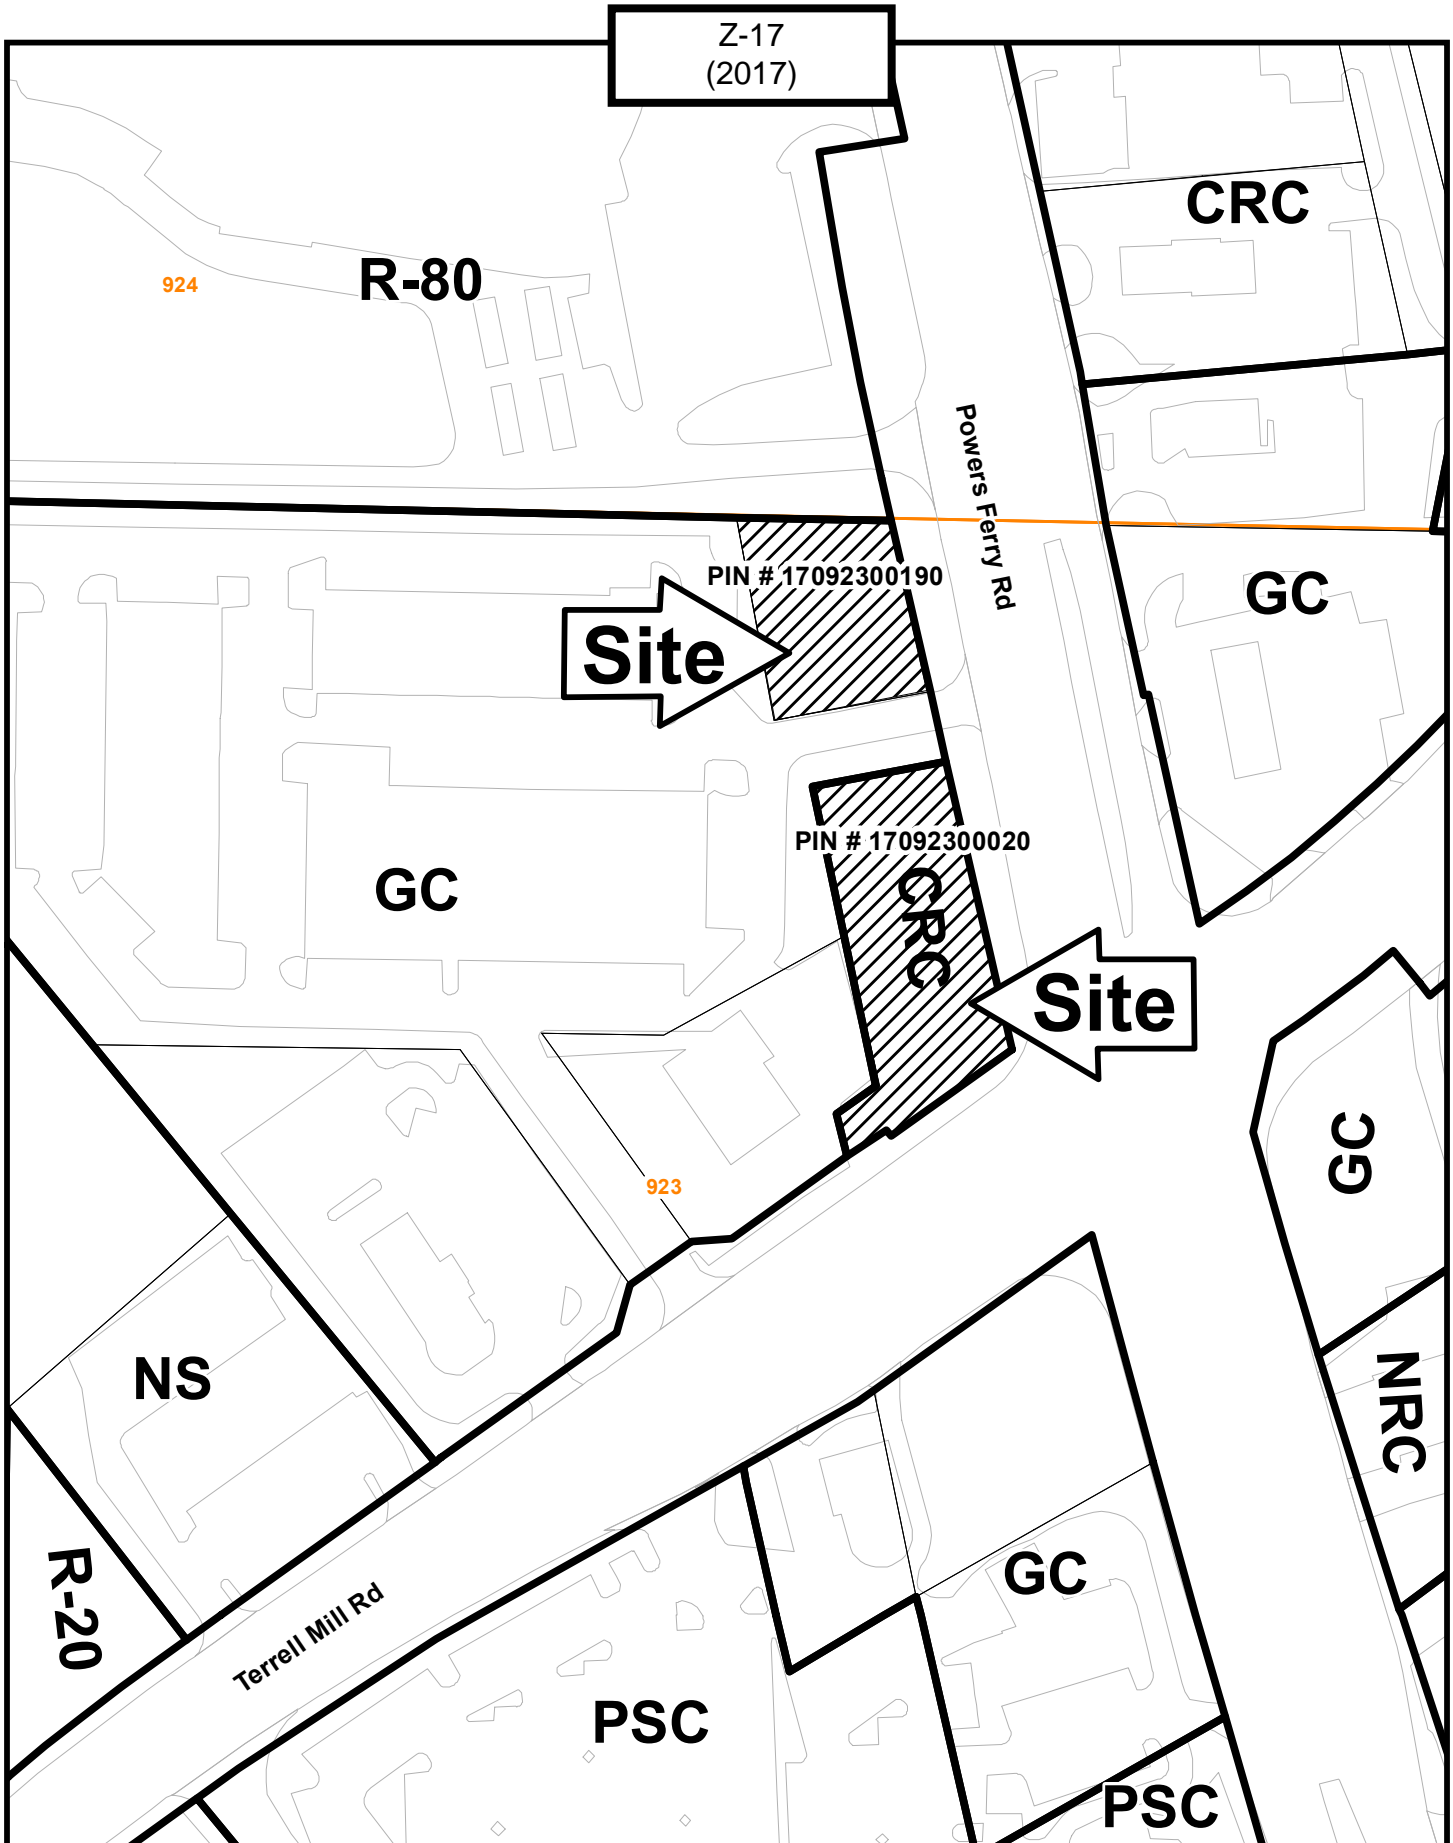 Z-17
(2017)
CRC
R-80
924
Powers Ferry Rd
PIN # 17092300190
GC
Site
PIN # 17092300020
GC
CRC
Site
GC
923
NS
NRC
R-20
GC
Terrell Mill Rd
PSC
PSC